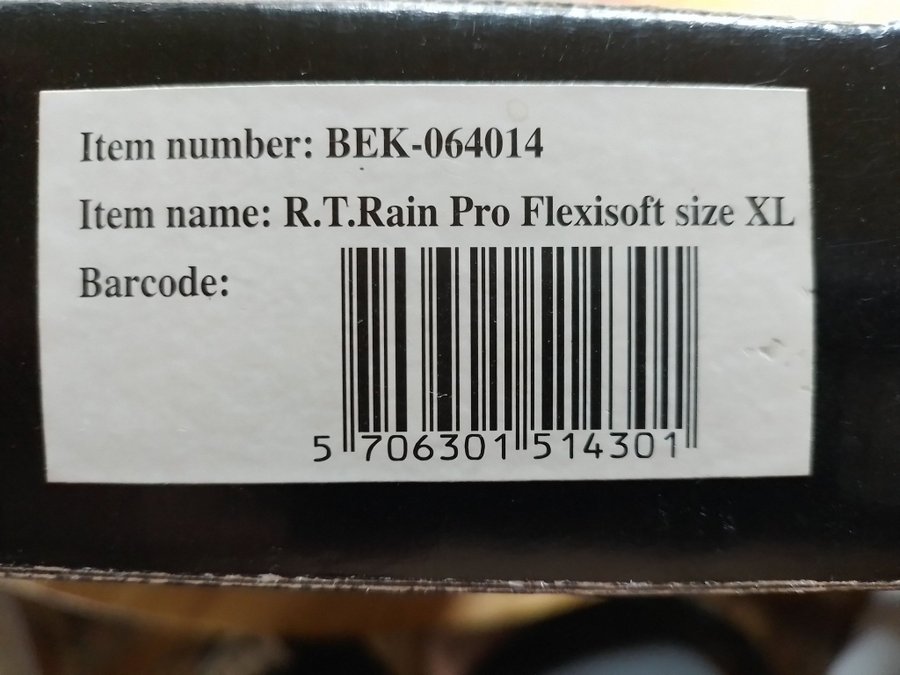 Item number: BEK-064014
Item name: R.T.Rain Pro Flexisoft size XL
Barcode:
5 706301 514301